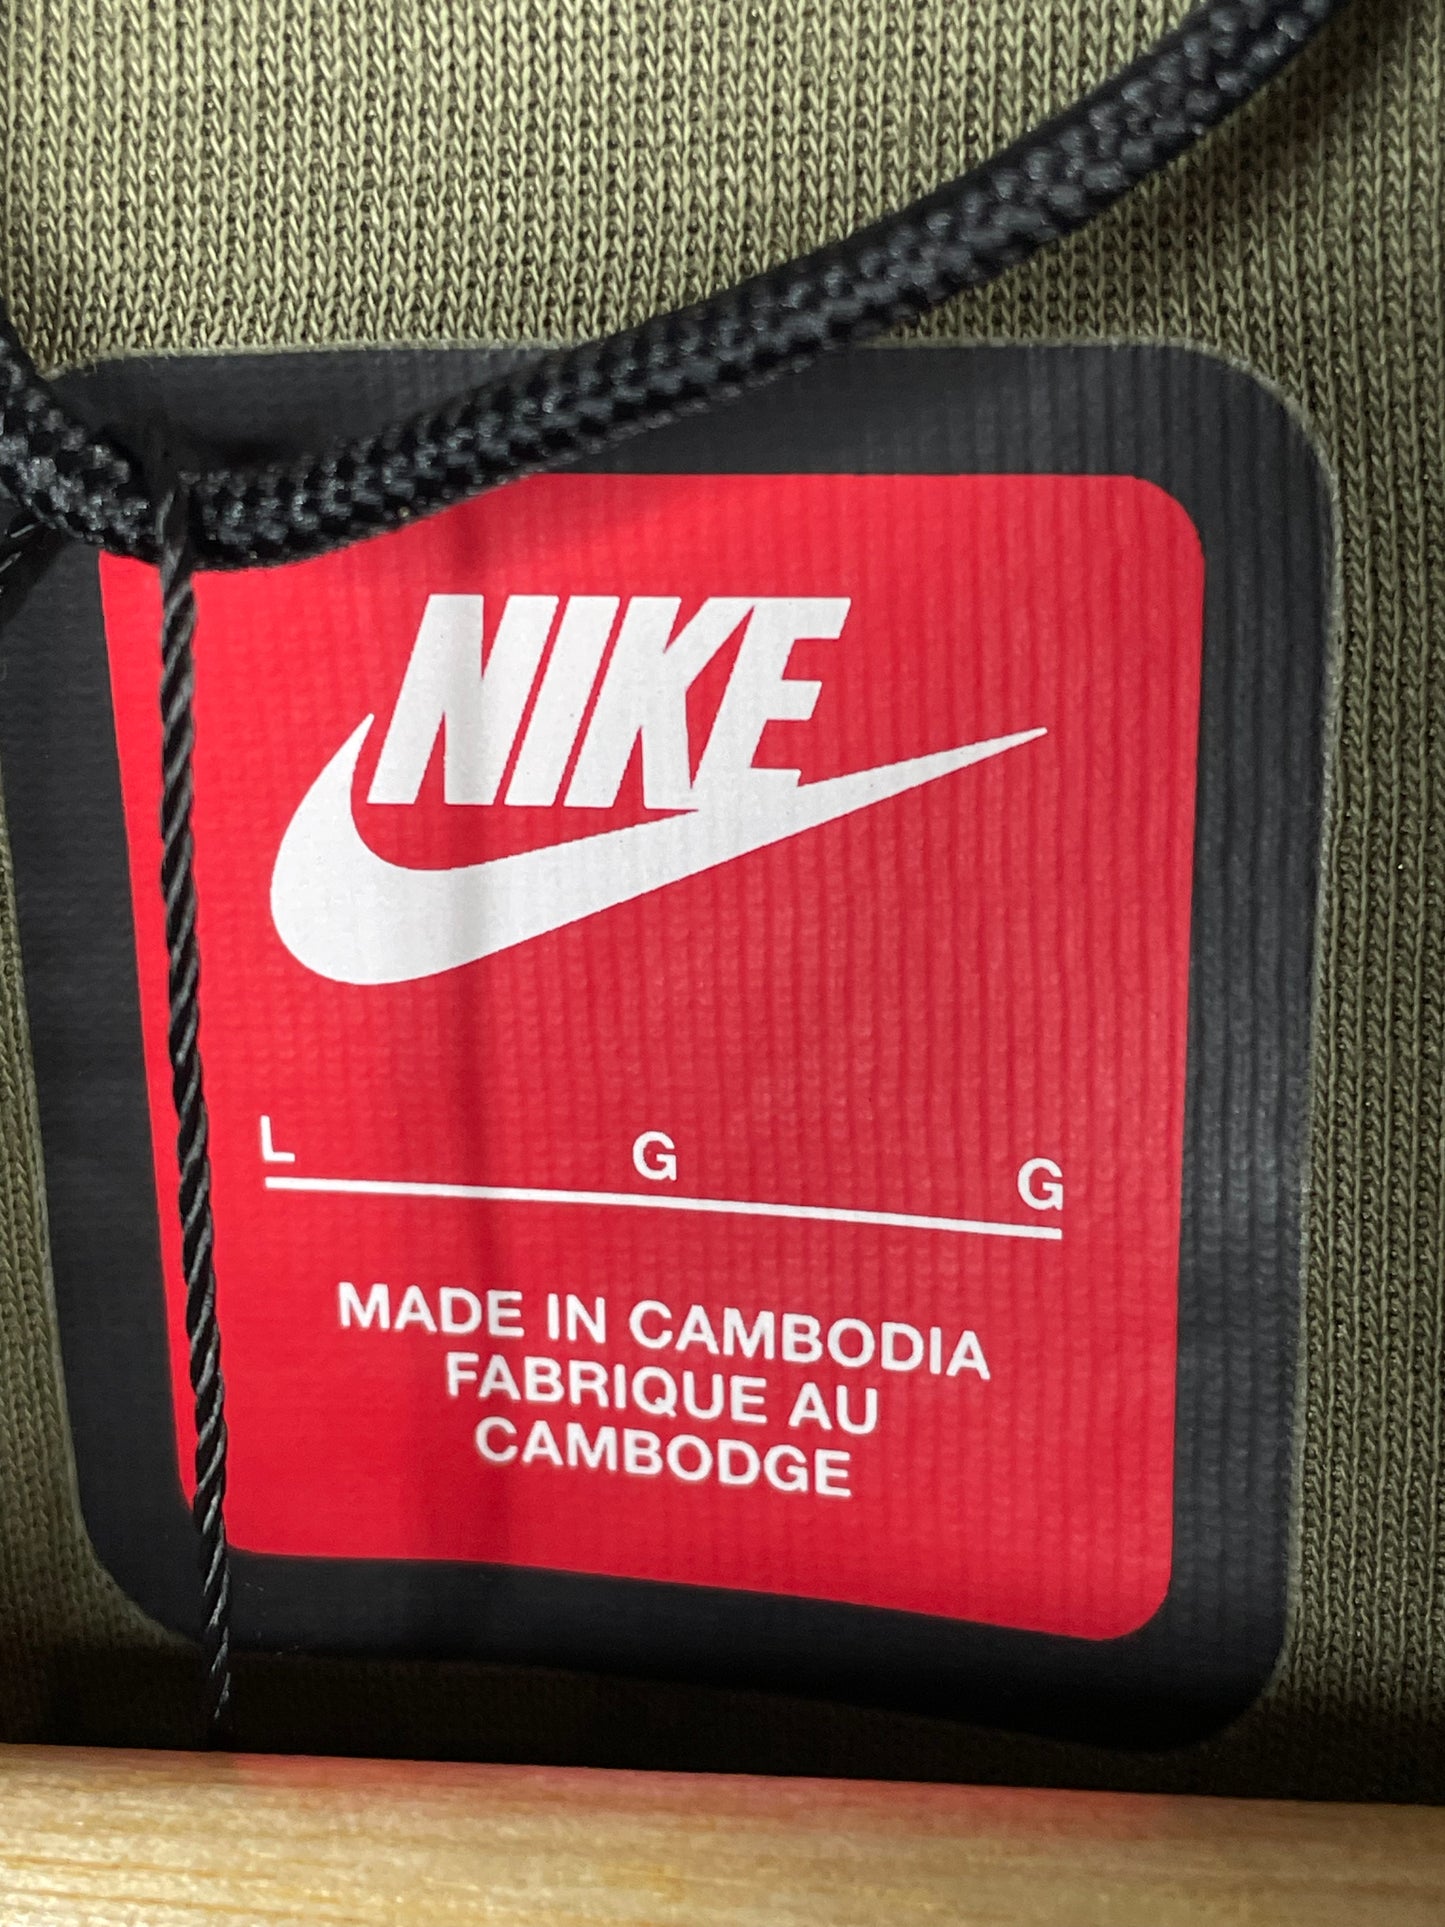 NIKE
L G G
MADE IN CAMBODIA
FABRIQUE AU
CAMBODGE